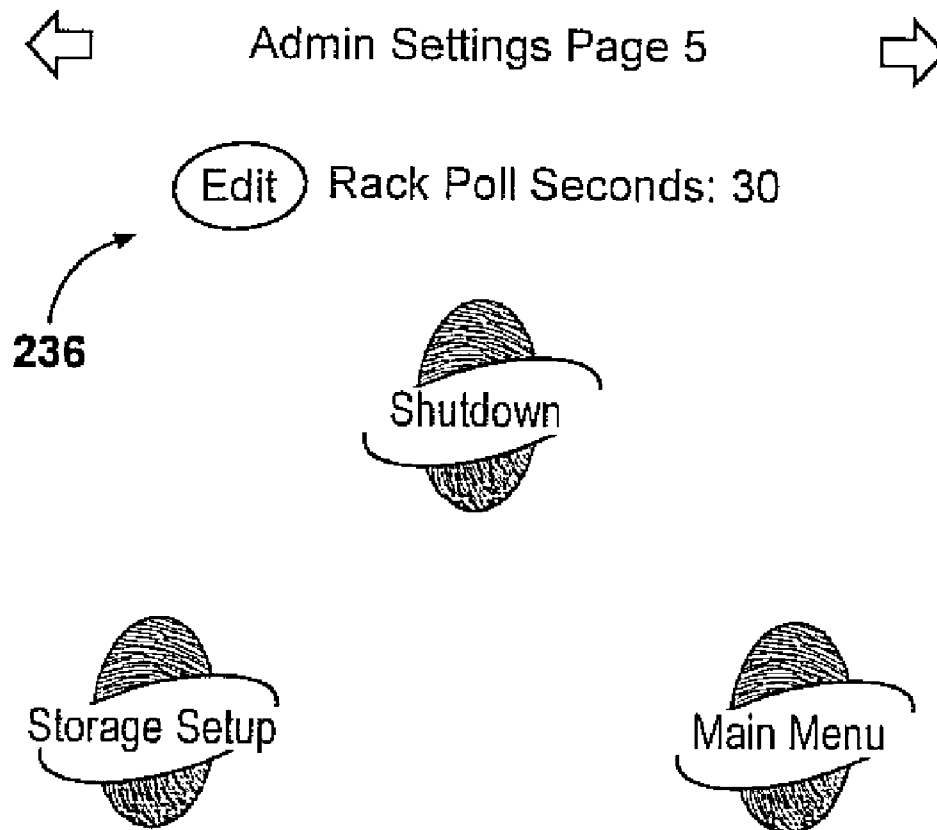 Admin Settings Page 5
Edit Rack Poll Seconds: 30
236
Shutdown
Storage Setup
Main Menu